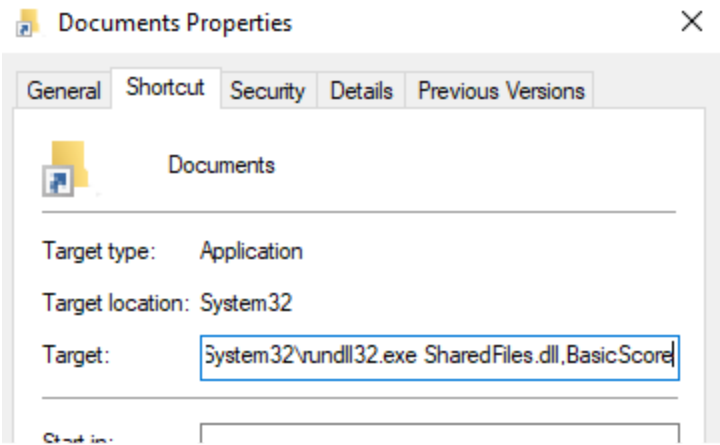 Documents Properties
General Shortcut Security Details Previous Versions
Documents
Target type: Application
Target location: System32
Target: System32\rundll32.exe SharedFiles.dll,BasicScore
Start in: